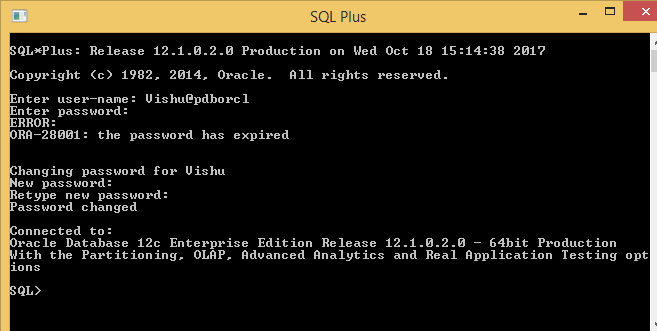 SQL Plus
SQL*Plus: Release 12.1.0.2.0 Production on Wed Oct 18 15:14:38 2017
Copyright (c) 1982, 2014, Oracle.  All rights reserved.
Enter user-name: Vishu@pdborcl
Enter password:
ERROR:
ORA-28001: the password has expired
Changing password for Vishu
New password:
Retype new password:
Password changed
Connected to:
Oracle Database 12c Enterprise Edition Release 12.1.0.2.0 - 64bit Production
With the Partitioning, OLAP, Advanced Analytics and Real Application Testing opt
ions
SQL>